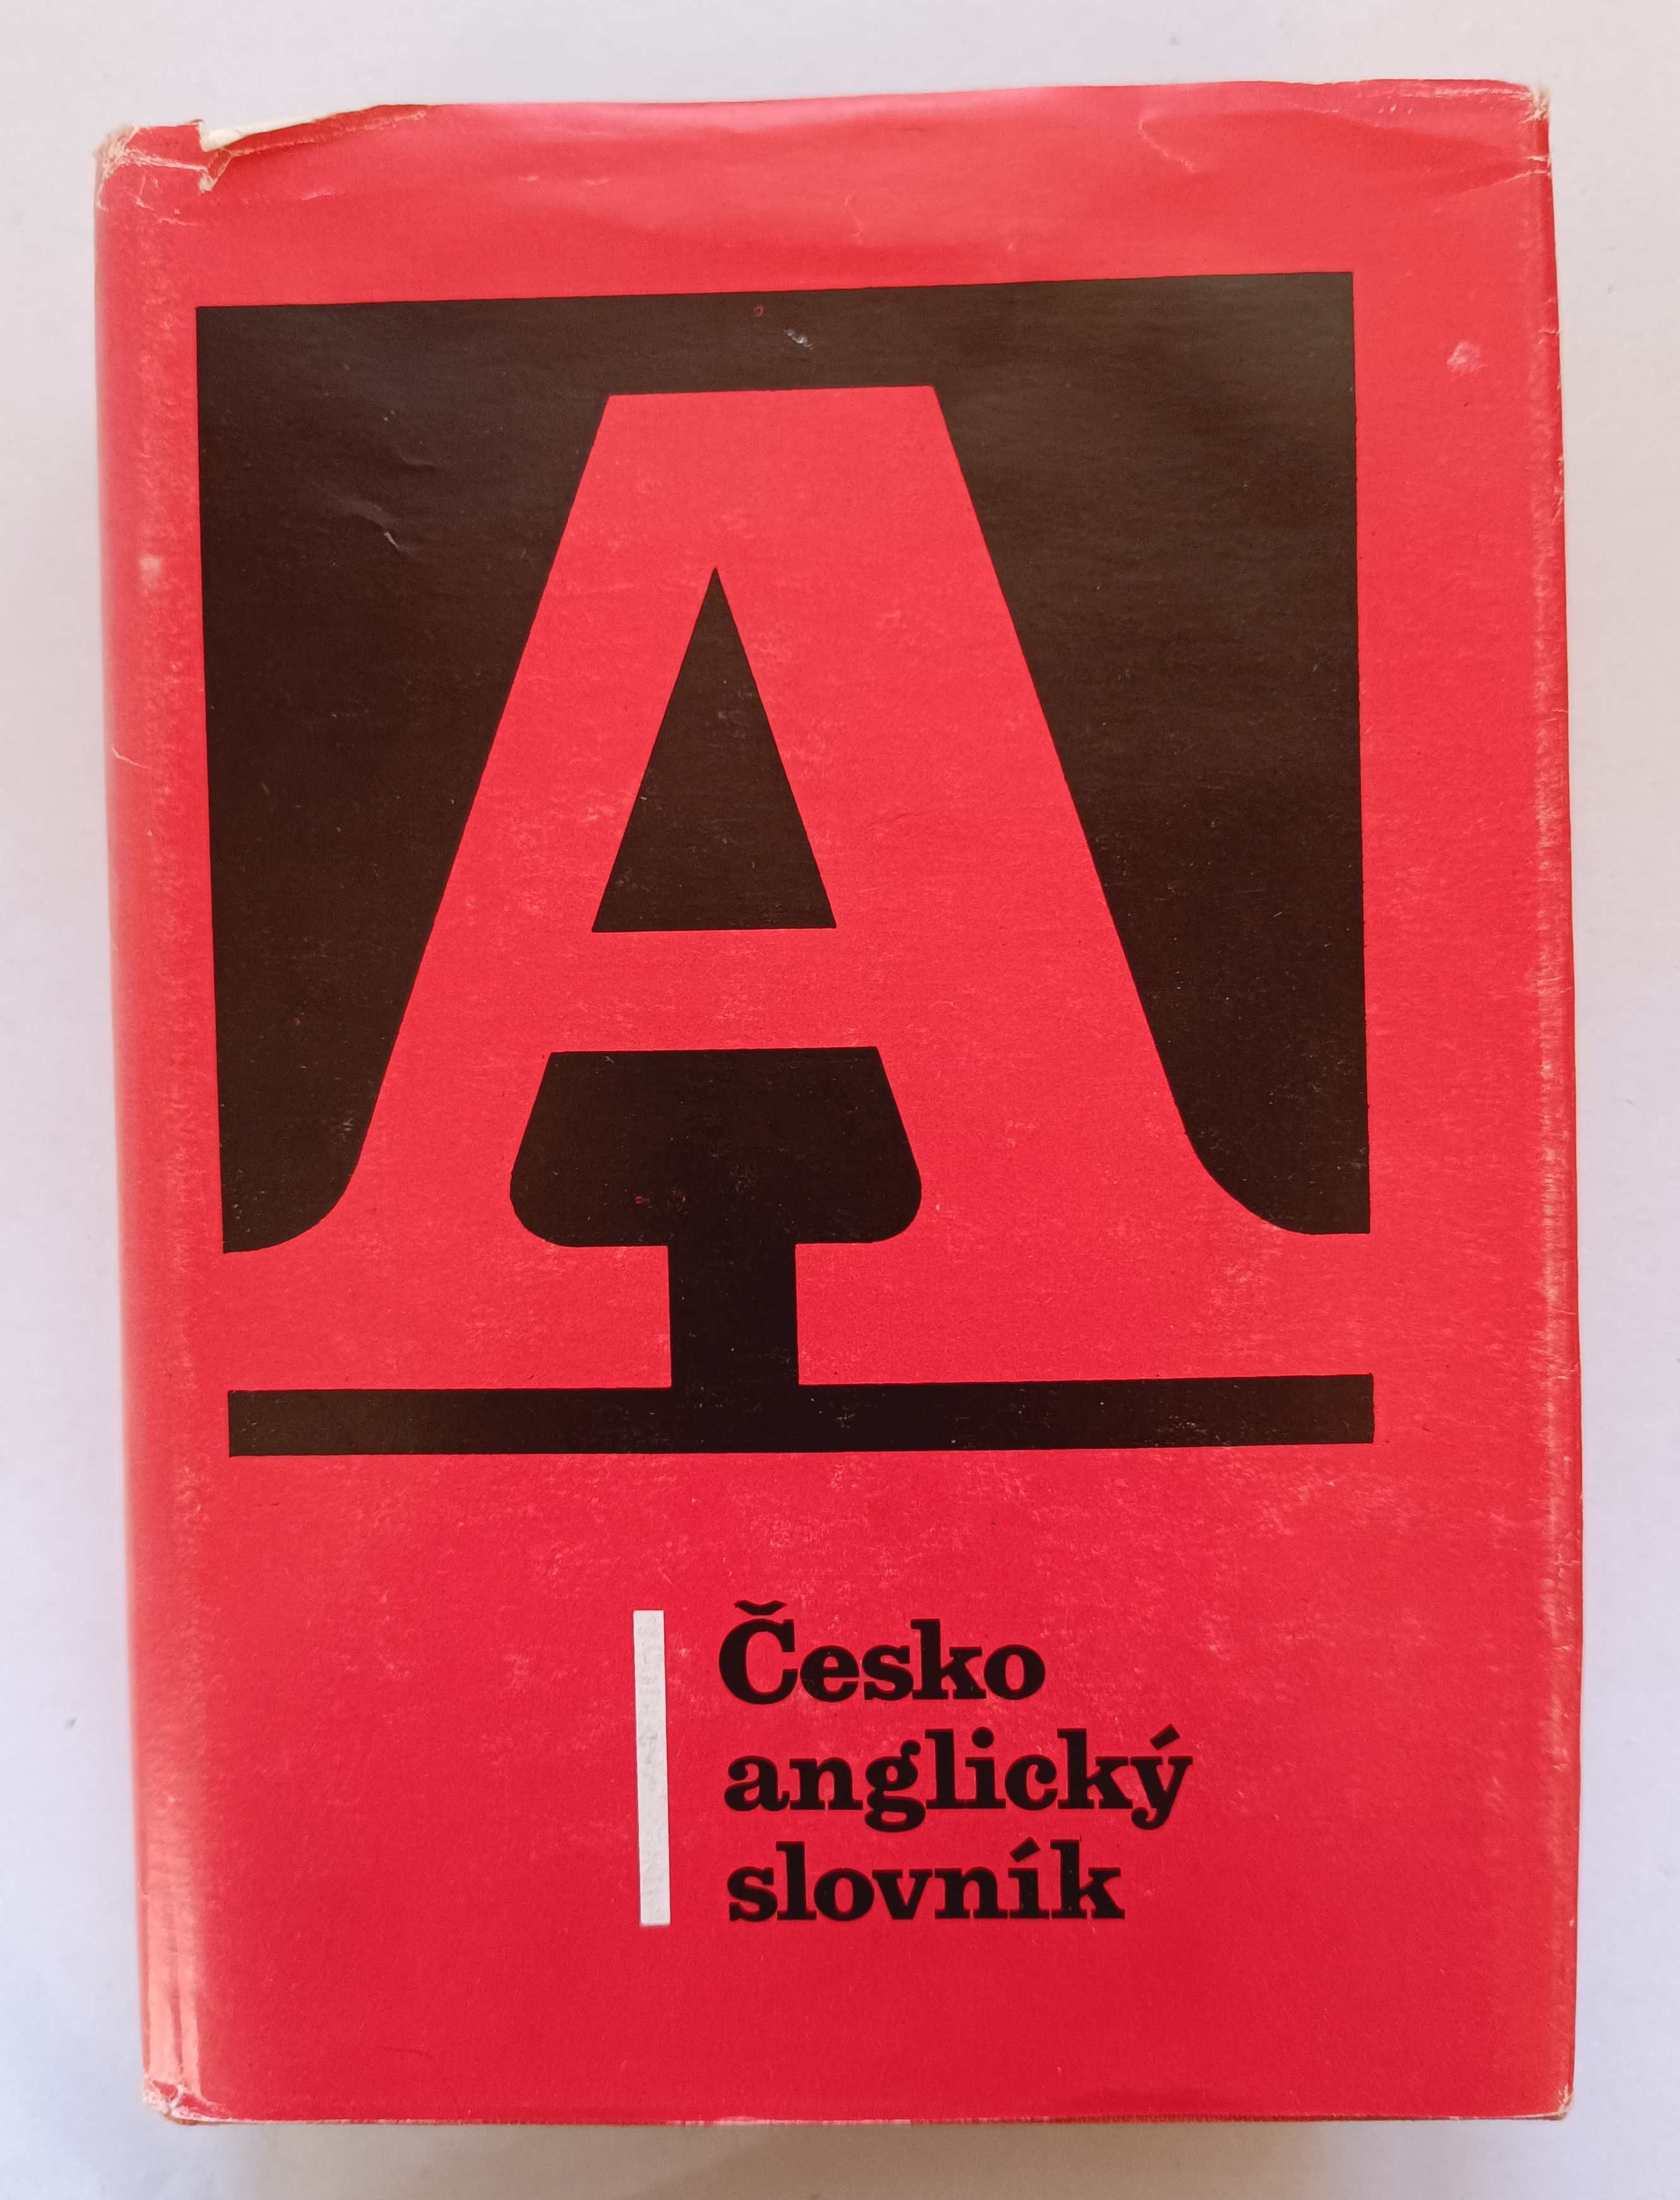 A
Česko
anglický
slovník